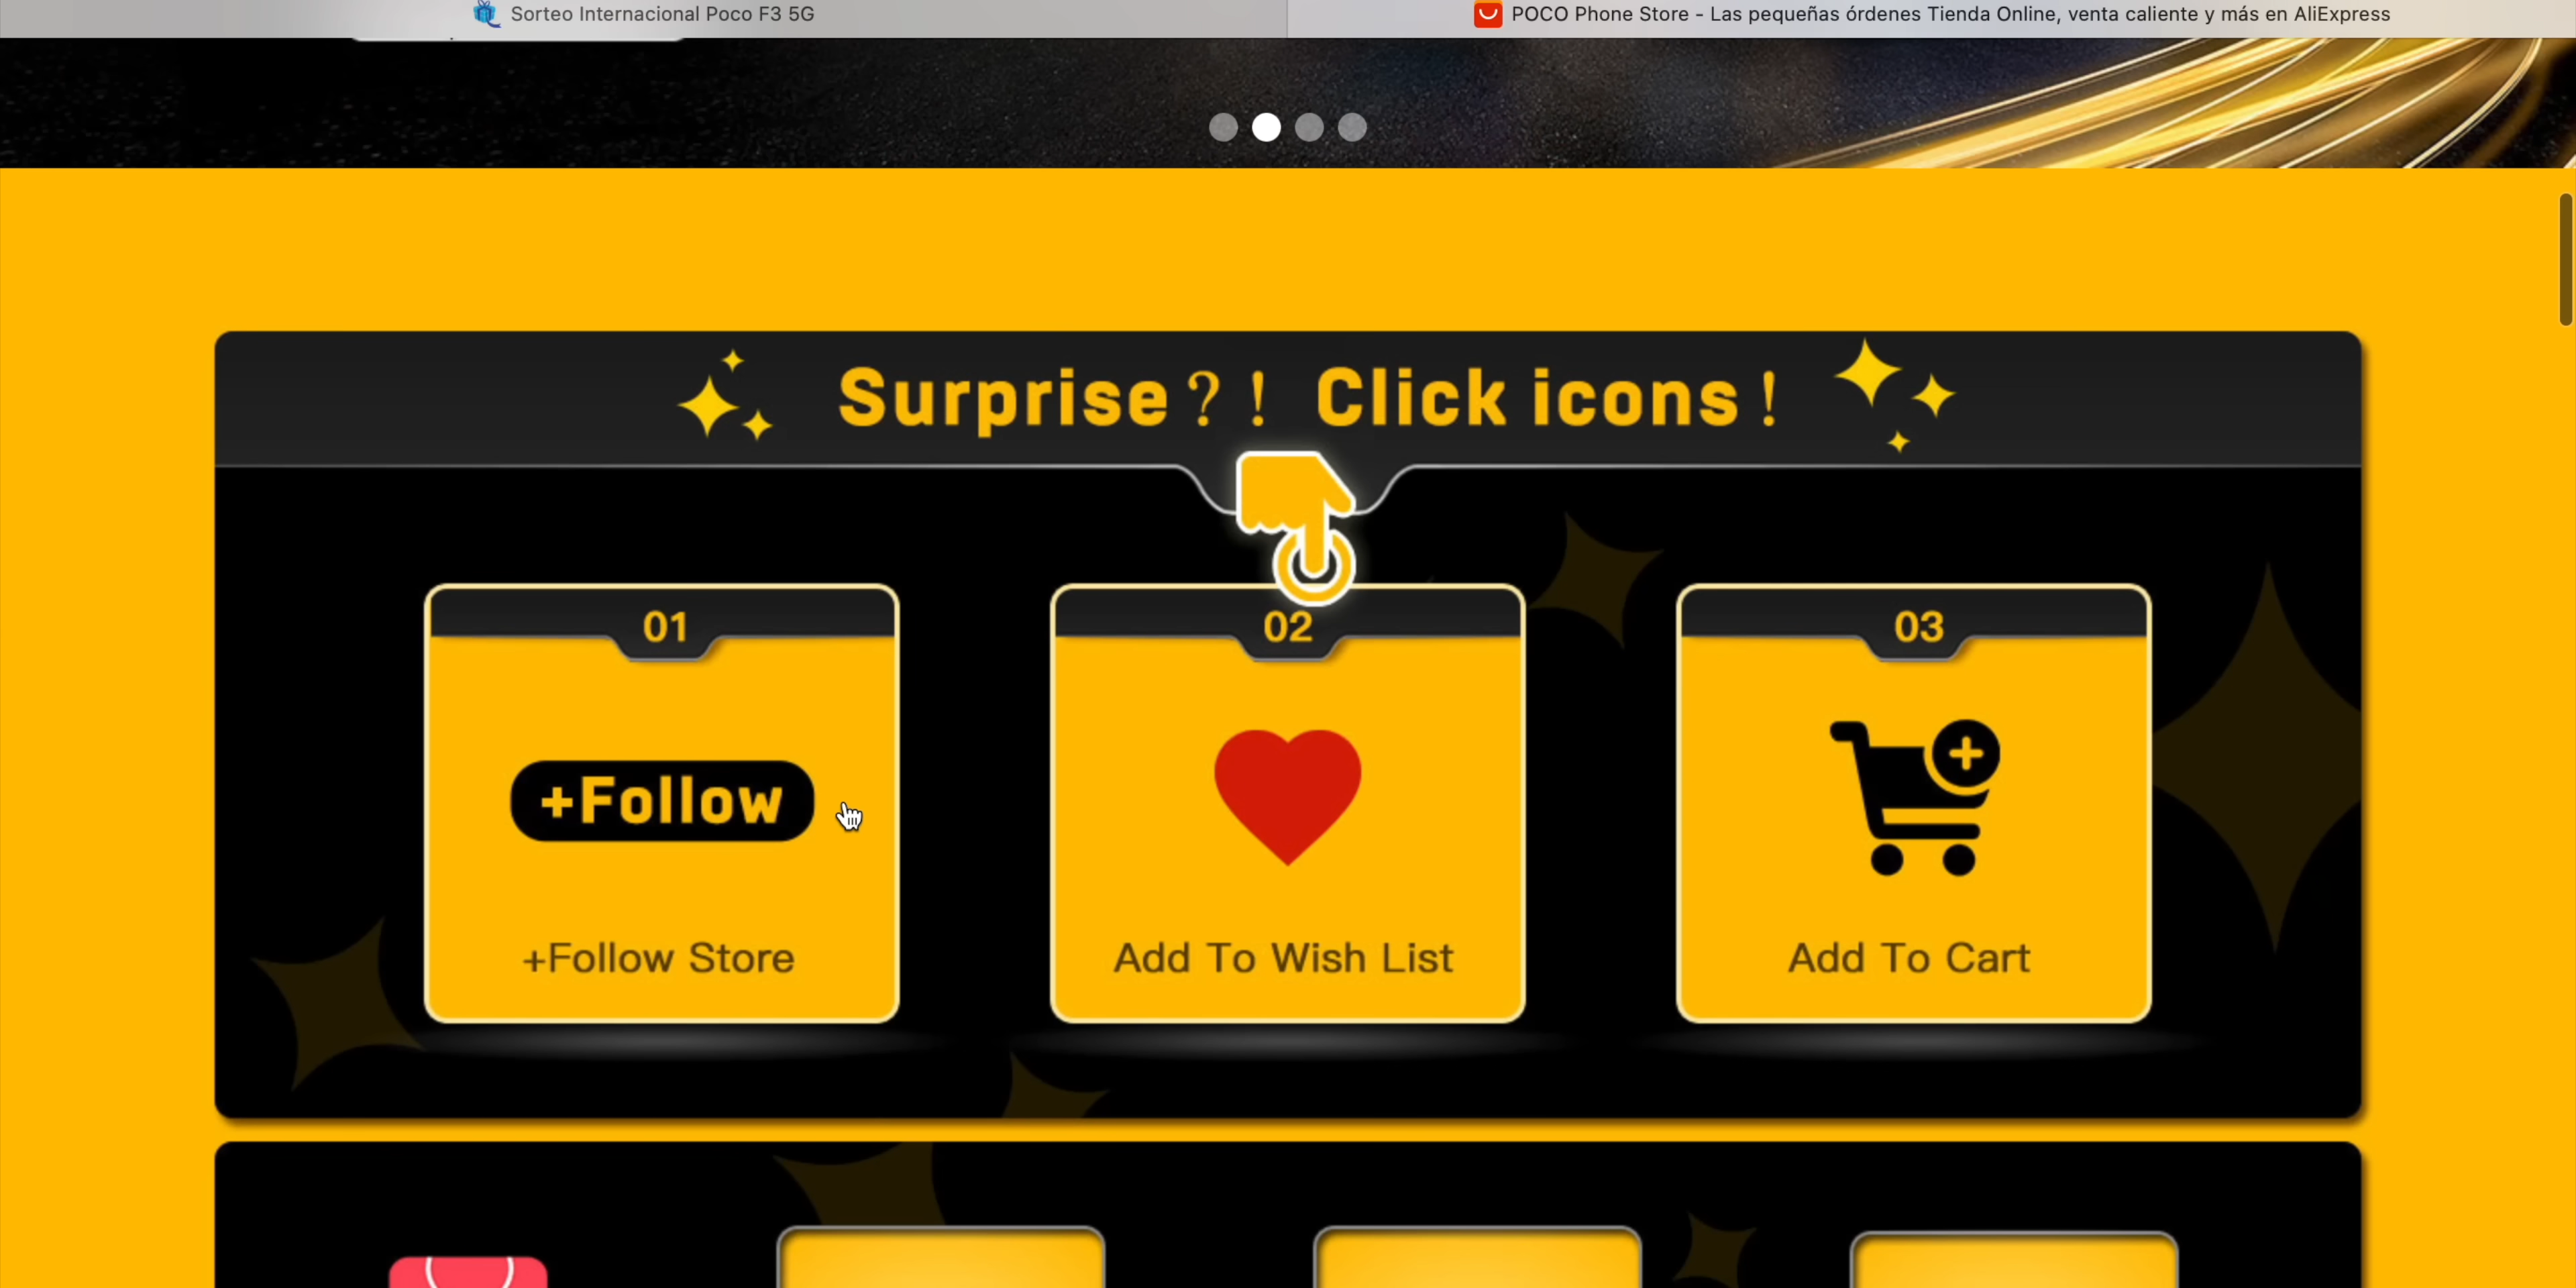 Sorteo Internacional Poco F3 5G
POCO Phone Store - Las pequeñas órdenes Tienda Online, venta caliente y más en AliExpress
Surprise?! Click icons!
01
02
03
+Follow
+Follow Store
Add To Wish List
Add To Cart